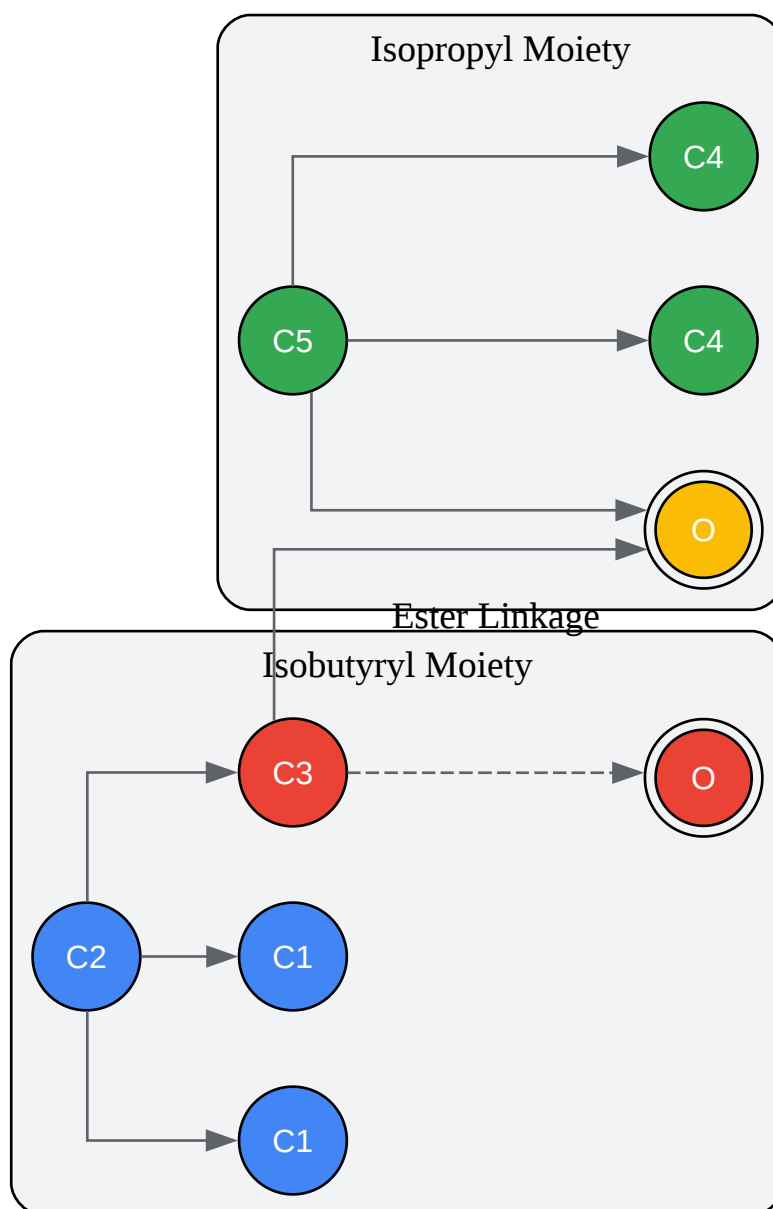 Isopropyl Moiety
C4
C5
C4
O
Ester Linkage
Isobutyryl Moiety
C3
O
C2
C1
C1